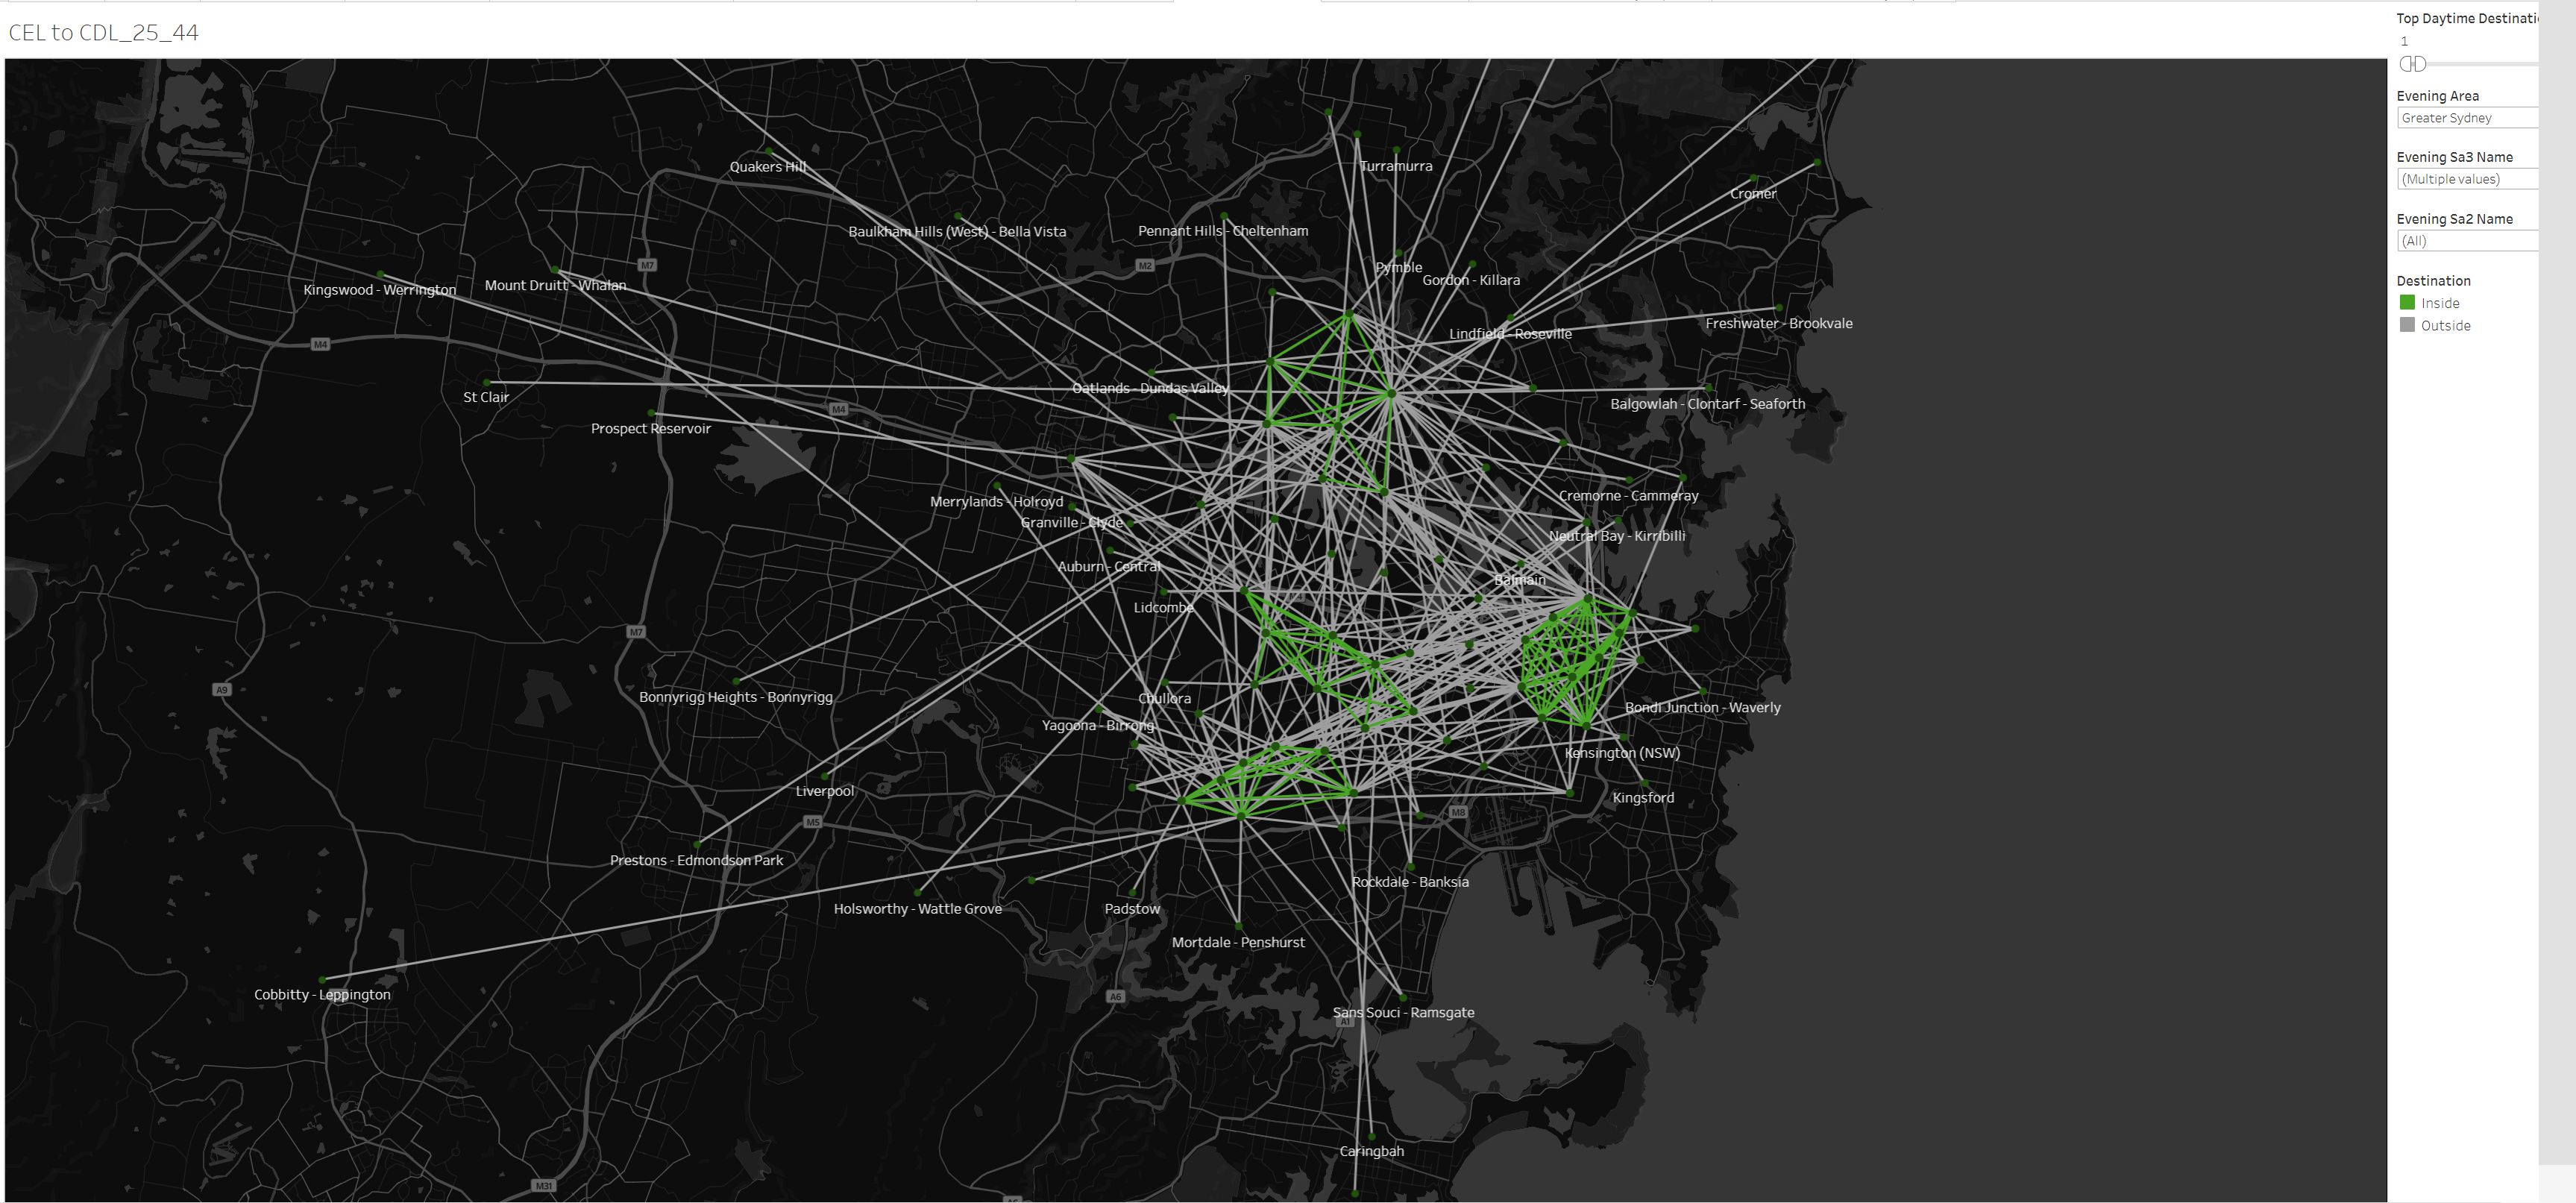 CEL to CDL_25_44
Top Daytime Destinati
1
Evening Area
Greater Sydney
Evening Sa3 Name
(Multiple values)
Evening Sa2 Name
(All)
Destination
Inside
Outside
Quakers Hill
Turramurra
Cromer
Baulkham Hills (West) - Bella Vista
Pennant Hills - Cheltenham
M7
M2
Pymble
Gordon - Killara
Kingswood - Werrington
Mount Druitt - Whalan
Freshwater - Brookvale
Lindfield - Roseville
M4
Oatlands - Dundas Valley
St Clair
Balgowlah - Clontarf - Seaforth
M4
Prospect Reservoir
Cremorne - Cammeray
Merrylands - Holroyd
Granville - Clyde
Neutral Bay - Kirribilli
Auburn - Central
Balmain
Lidcombe
M7
A9
Bonnyrigg Heights - Bonnyrigg
Chullora
Bondi Junction - Waverly
Yagoona - Birrong
Kensington (NSW)
Liverpool
Kingsford
M5
M8
Prestons - Edmondson Park
Rockdale - Banksia
Holsworthy - Wattle Grove
Padstow
Mortdale - Penshurst
Cobbitty - Leppington
A6
Sans Souci - Ramsgate
A1
Caringbah
M31